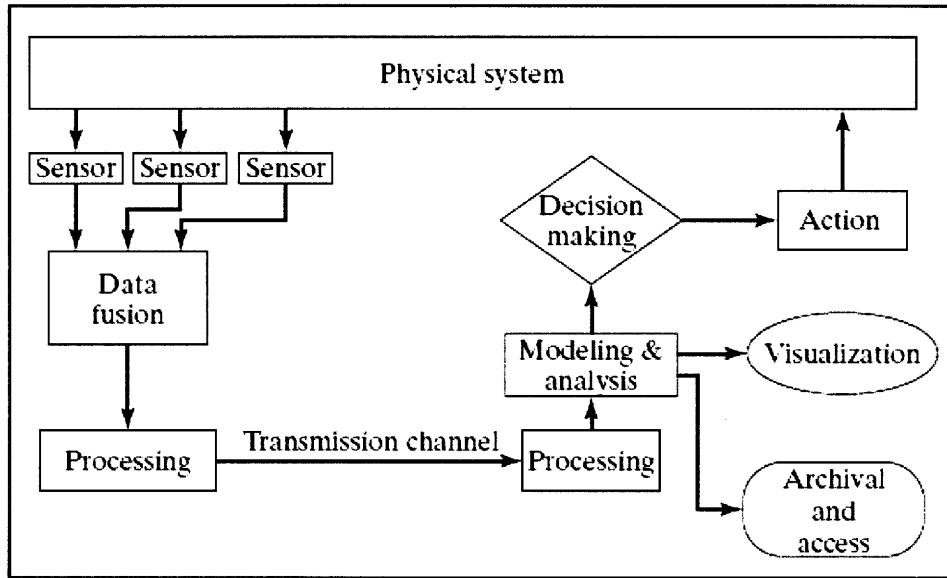 Physical system
Sensor
Sensor
Sensor
Data
fusion
Processing
Transmission channel
Processing
Modeling &
analysis
Decision
making
Action
Visualization
Archival
and
access